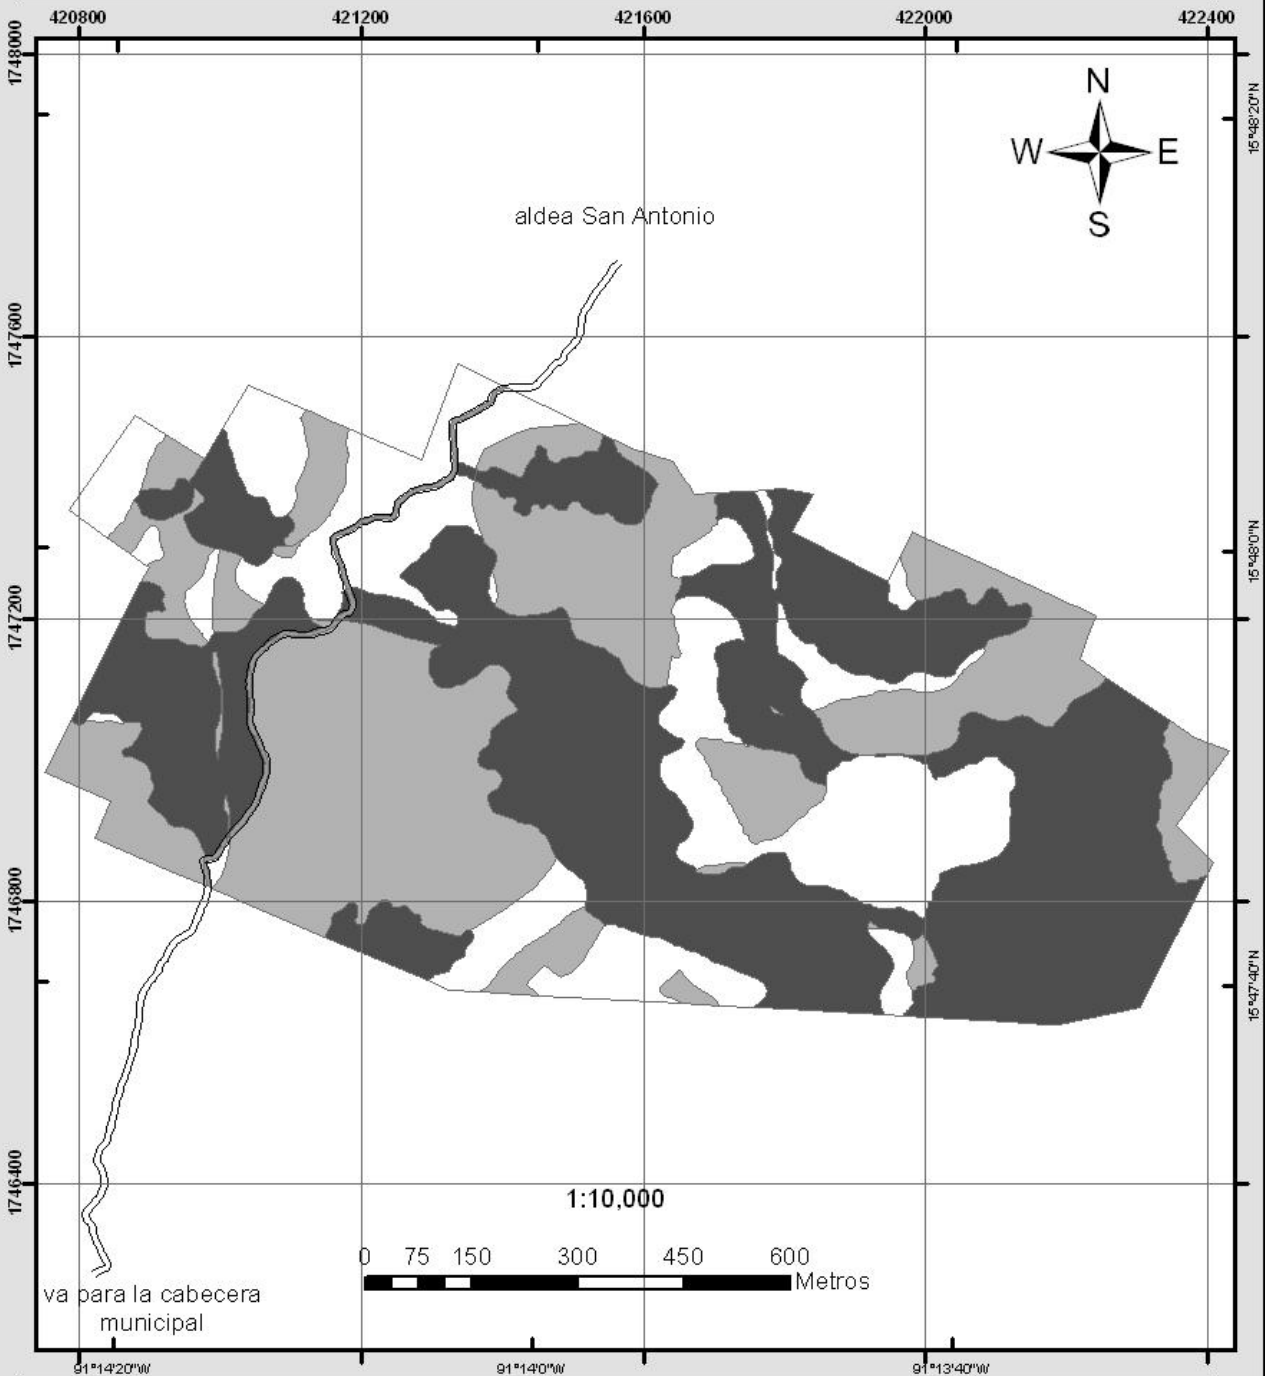 420800 421200 421600 422000 422400
1748000
15°48'20"N
N
W E
S
aldea San Antonio
1747600
15°48'0"N
1747200
1746800
15°47'40"N
1746400
1:10,000
0 75 150 300 450 600
Metros
va para la cabecera
municipal
91°14'20"W 91°14'0"W 91°13'40"W